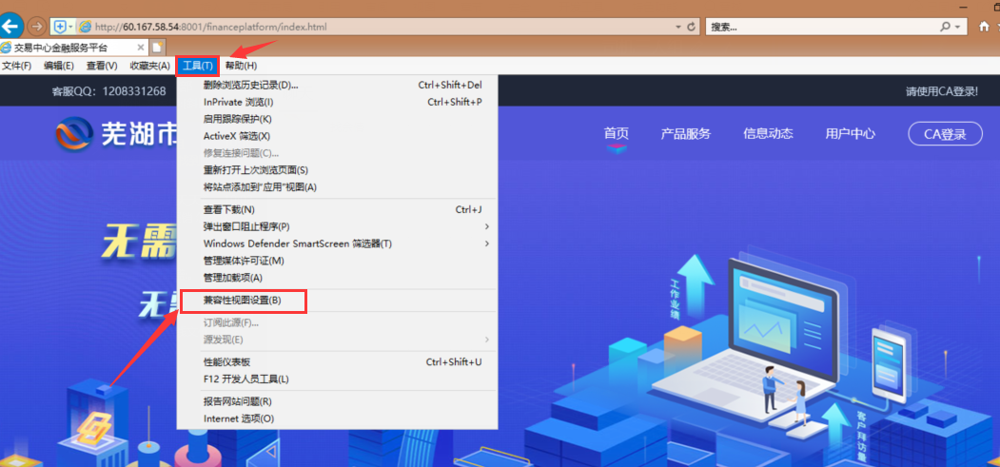 http://60.167.58.54:8001/financeplatform/index.html
搜索...
交易中心金融服务平台
文件(F) 编辑(E) 查看(V) 收藏夹(A) 工具(T) 帮助(H)
客服QQ：1208331268
请使用CA登录!
芜湖市
首页 产品服务 信息动态 用户中心 CA登录
删除浏览历史记录(D)... Ctrl+Shift+Del
InPrivate 浏览(I) Ctrl+Shift+P
启用跟踪保护(K)
ActiveX 筛选(X)
修复连接问题(C)...
重新打开上次浏览页面(S)
将站点添加到“应用”视图(A)
查看下载(N) Ctrl+J
弹出窗口阻止程序(P)
Windows Defender SmartScreen 筛选器(T)
管理媒体许可证(M)
管理加载项(A)
兼容性视图设置(B)
订阅此源(F)...
源发现(E)
性能仪表板 Ctrl+Shift+U
F12 开发人员工具(L)
报告网站问题(R)
Internet 选项(O)
无需
无
工作业绩
客户拜访量